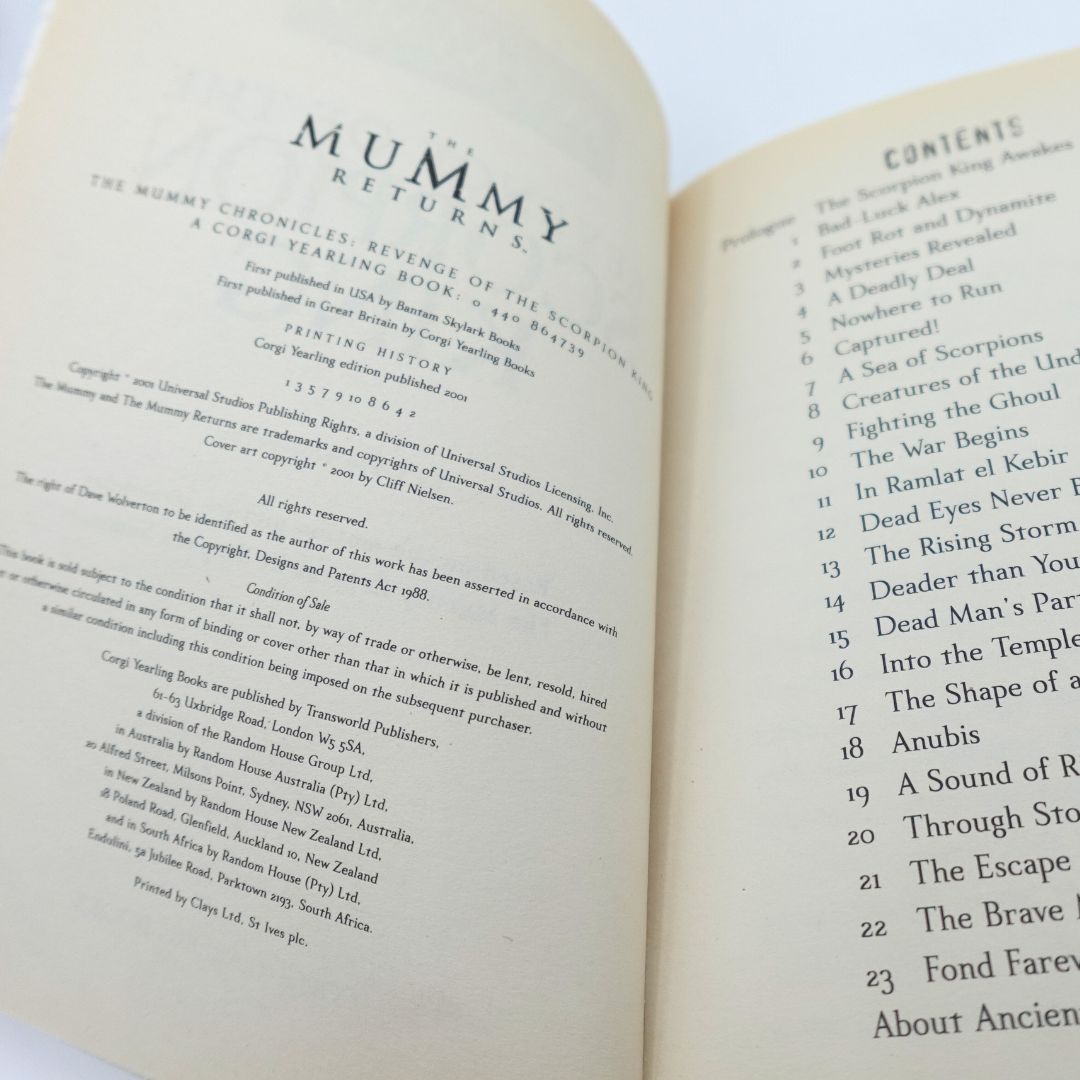 THE
MUMMY
RETURNS
THE MUMMY CHRONICLES: REVENGE OF THE SCORPION KING
A CORGI YEARLING BOOK: 0 440 864739
First published in USA by Bantam Skylark Books
First published in Great Britain by Corgi Yearling Books
PRINTING HISTORY
Corgi Yearling edition published 2001
1 3 5 7 9 10 8 6 4 2
Copyright © 2001 Universal Studios Publishing Rights, a division of Universal Studios Licensing, Inc.
The Mummy and The Mummy Returns are trademarks and copyrights of Universal Studios. All rights reserved.
Cover art copyright © 2001 by Cliff Nielsen.
All rights reserved.
The right of Dave Wolverton to be identified as the author of this work has been asserted in accordance with
the Copyright, Designs and Patents Act 1988.
Condition of Sale
This book is sold subject to the condition that it shall not, by way of trade or otherwise, be lent, resold, hired
or otherwise circulated in any form of binding or cover other than that in which it is published and without
a similar condition including this condition being imposed on the subsequent purchaser.
Corgi Yearling Books are published by Transworld Publishers,
61-63 Uxbridge Road, London W5 5SA,
a division of the Random House Group Ltd,
in Australia by Random House Australia (Pty) Ltd,
20 Alfred Street, Milsons Point, Sydney, NSW 2061, Australia,
in New Zealand by Random House New Zealand Ltd,
18 Poland Road, Glenfield, Auckland 10, New Zealand
and in South Africa by Random House (Pty) Ltd,
Endulini, 5a Jubilee Road, Parktown 2193, South Africa.
Printed by Clays Ltd, St Ives plc.
CONTENTS
Prologue The Scorpion King Awakes
1 Bad-Luck Alex
2 Foot Rot and Dynamite
3 Mysteries Revealed
4 A Deadly Deal
5 Nowhere to Run
6 Captured!
7 A Sea of Scorpions
8 Creatures of the Und
9 Fighting the Ghoul
10 The War Begins
11 In Ramlat el Kebir
12 Dead Eyes Never
13 The Rising Storm
14 Deader than You
15 Dead Man's Part
16 Into the Temple
17 The Shape of a
18 Anubis
19 A Sound of R
20 Through Sto
21 The Escape
22 The Brave
23 Fond Farew
About Ancien